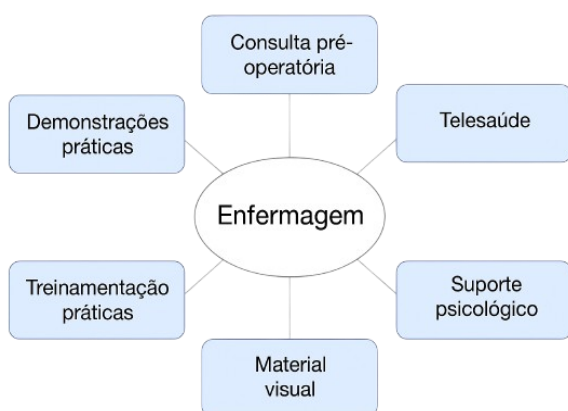 Consulta pré-
operatória
Demonstrações
práticas
Telesaúde
Enfermagem
Treinamentação
práticas
Suporte
psicológico
Material
visual